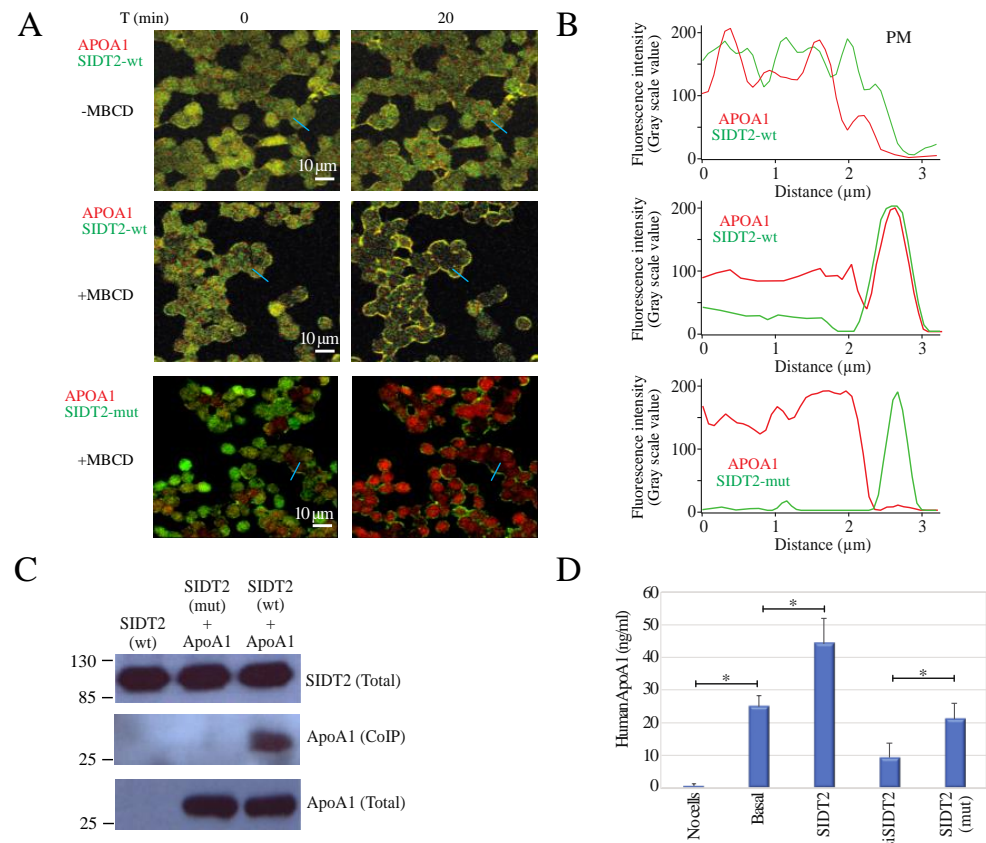 A
T (min)
0
20
APOA1
SIDT2-wt
-MBCD
10 µm
APOA1
SIDT2-wt
+MBCD
10 µm
APOA1
SIDT2-mut
+MBCD
10 µm
B
Fluorescence intensity
(Gray scale value)
200
100
0
PM
APOA1
SIDT2-wt
0 1 2 3
Distance (µm)
Fluorescence intensity
(Gray scale value)
200
100
0
APOA1
SIDT2-wt
0 1 2 3
Distance (µm)
Fluorescence intensity
(Gray scale value)
200
100
0
APOA1
SIDT2-mut
0 1 2 3
Distance (µm)
C
SIDT2
(wt)
SIDT2
(mut)
+
ApoA1
SIDT2
(wt)
+
ApoA1
130
85
SIDT2 (Total)
25
ApoA1 (CoIP)
25
ApoA1 (Total)
D
Human ApoA1 (ng/ml)
60
50
40
30
20
10
0
*
*
*
No cells
Basal
SIDT2
siSIDT2
SIDT2
(mut)